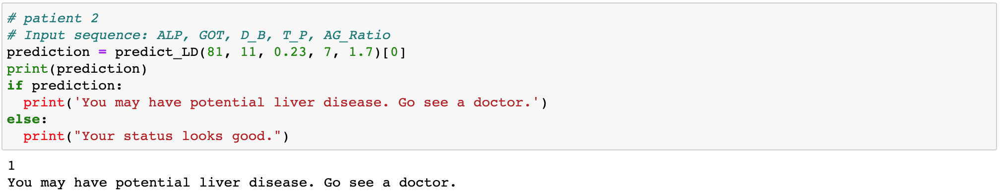 # patient 2
# Input sequence: ALP, GOT, D_B, T_P, AG_Ratio
prediction = predict_LD(81, 11, 0.23, 7, 1.7)[0]
print(prediction)
if prediction:
  print('You may have potential liver disease. Go see a doctor.')
else:
  print("Your status looks good.")
1
You may have potential liver disease. Go see a doctor.